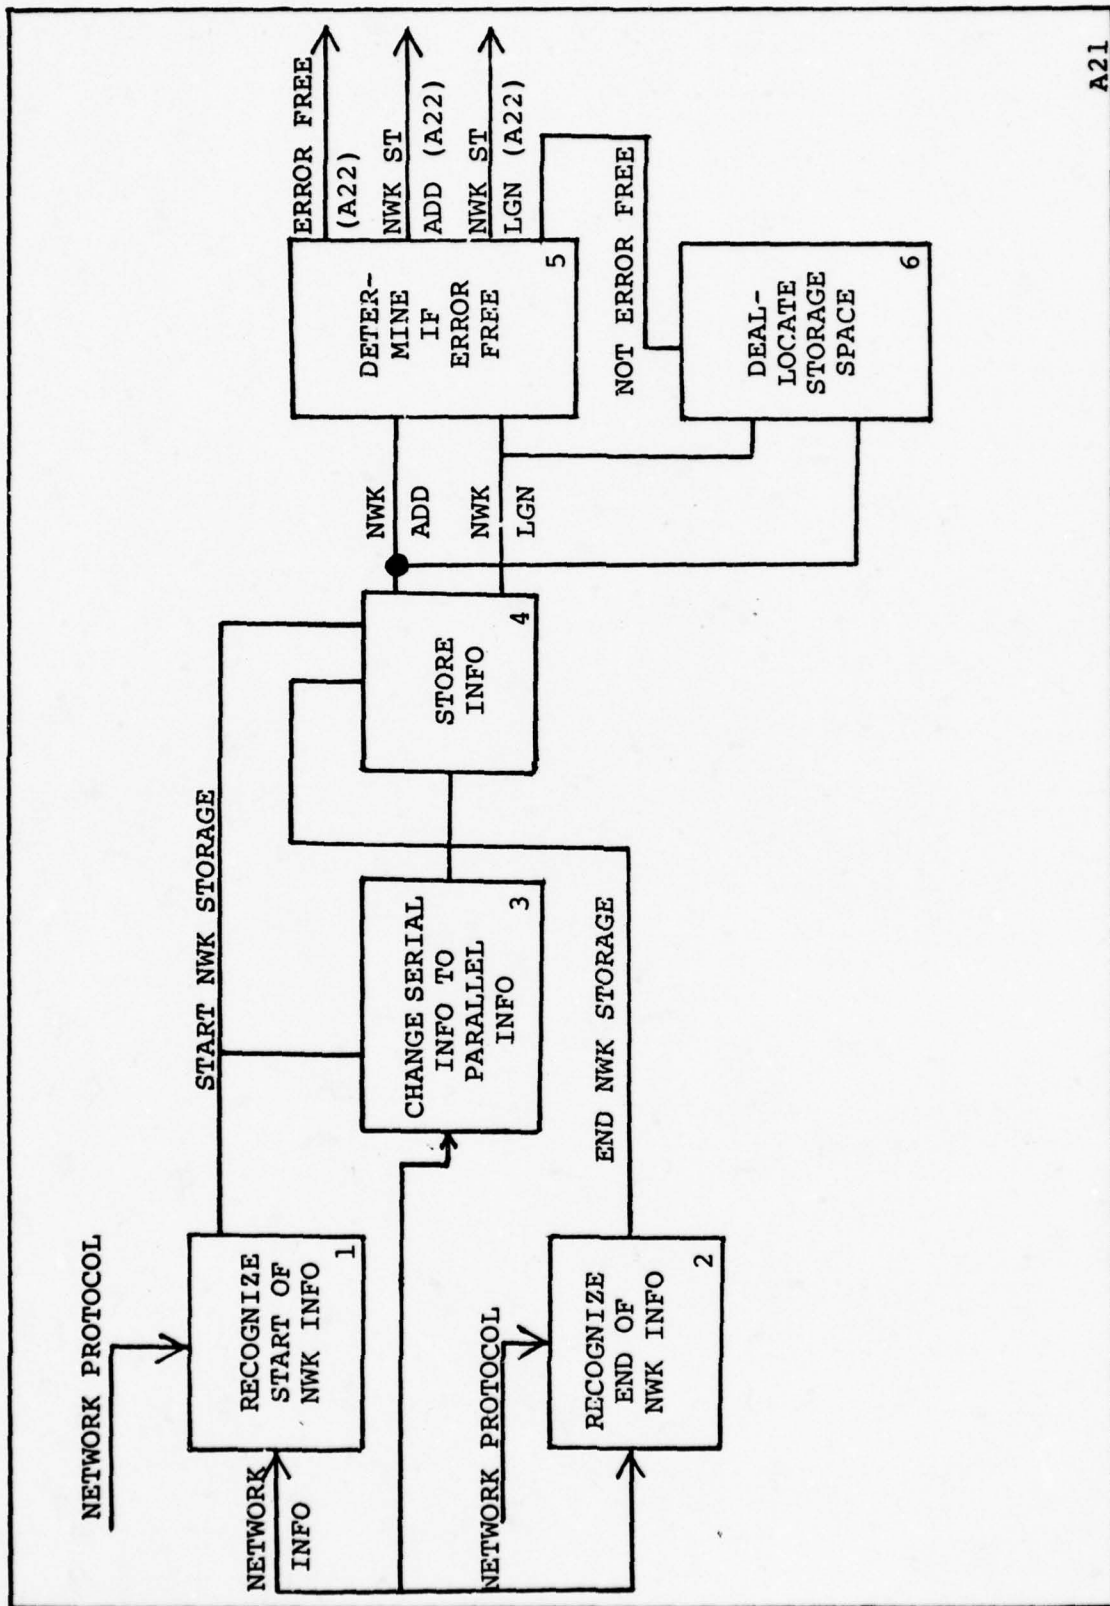 NETWORK PROTOCOL
RECOGNIZE
START OF
NWK INFO
1
NETWORK
INFO
NETWORK PROTOCOL
RECOGNIZE
END OF
NWK INFO
2
START NWK STORAGE
CHANGE SERIAL
INFO TO
PARALLEL
INFO
3
END NWK STORAGE
STORE
INFO
4
NWK
ADD
NWK
LGN
DETER-
MINE
IF
ERROR
FREE
5
ERROR FREE
(A22)
NWK ST
ADD (A22)
NWK ST
LGN (A22)
NOT ERROR FREE
DEAL-
LOCATE
STORAGE
SPACE
6
A21